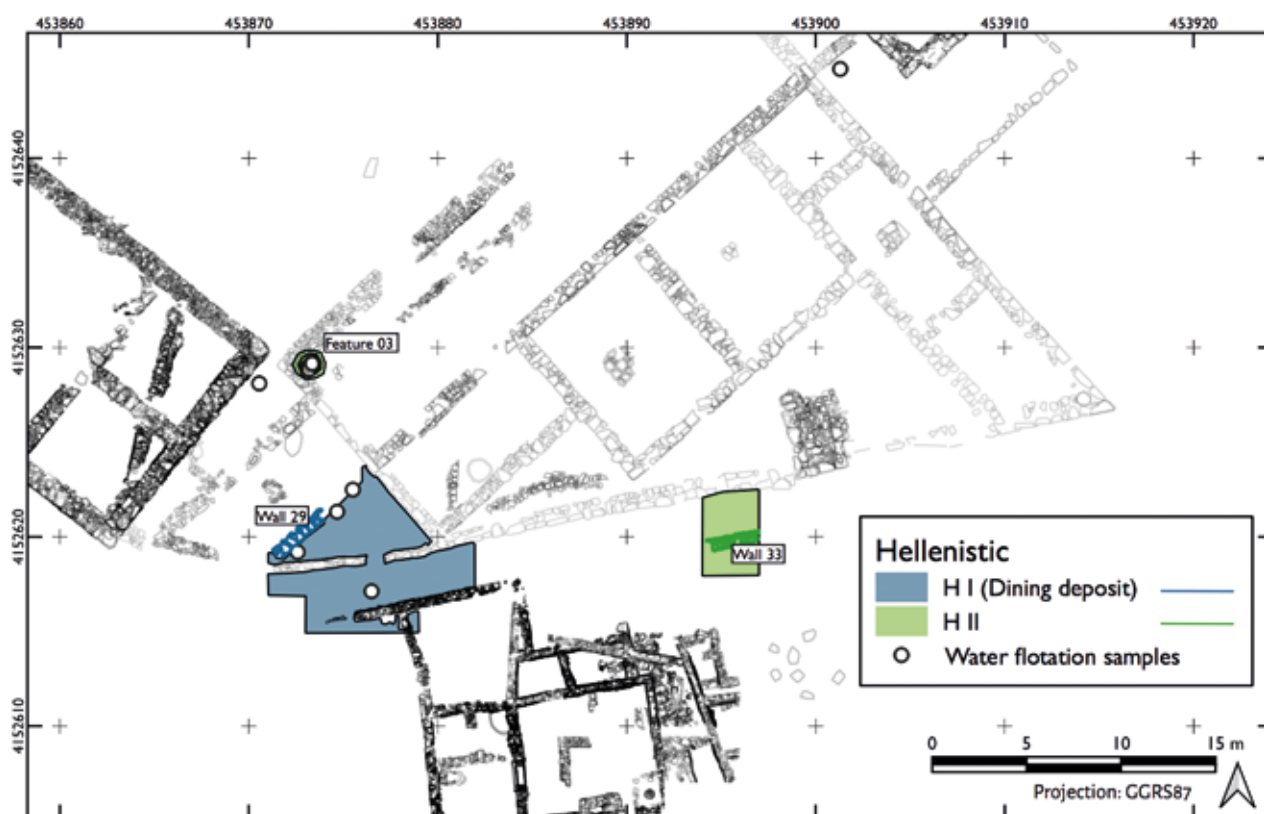 453860 453870 453880 453890 453900 453910 453920
4152640
4152630
4152620
4152610
Feature 03
Wall 29
Wall 33
Hellenistic
H I (Dining deposit)
H II
Water flotation samples
0 5 10 15 m
Projection: GGRS87